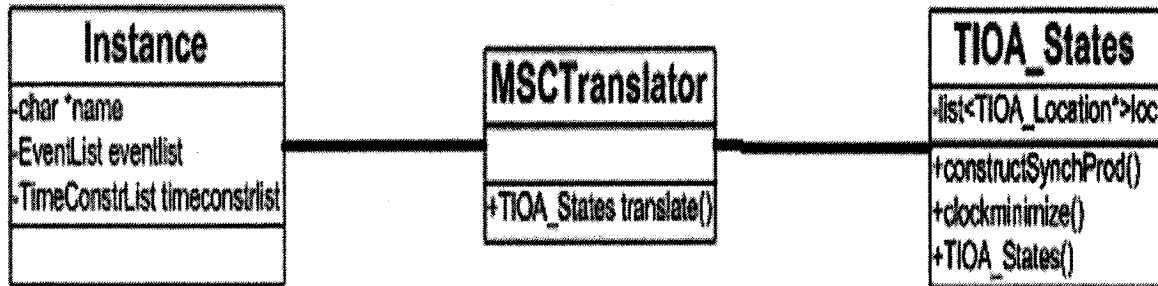 Instance
-char *name
-EventList eventlist
-TimeConstrList timeconstrlist
MSCTranslator
+TIOA_States translate()
TIOA_States
-list<TIOA_Location*>loc
+constructSynchProd()
+clockminimize()
+TIOA_States()